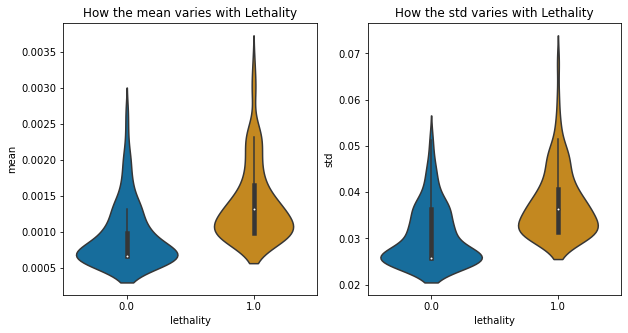 How the mean varies with Lethality
mean
0.0035
0.0030
0.0025
0.0020
0.0015
0.0010
0.0005
0.0
1.0
lethality
How the std varies with Lethality
std
0.07
0.06
0.05
0.04
0.03
0.02
0.0
1.0
lethality